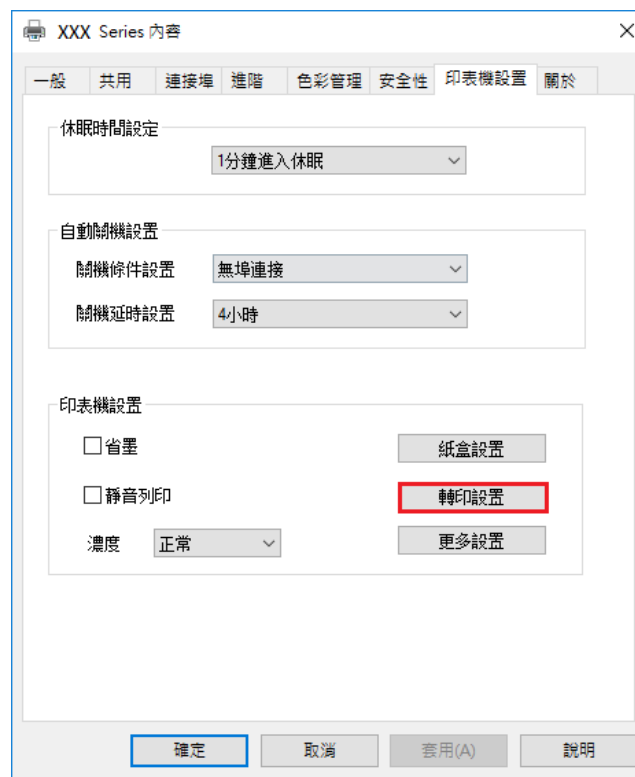 XXX Series 內容
一般 共用 連接埠 進階 色彩管理 安全性 印表機設置 關於
休眠時間設定
1分鐘進入休眠
自動關機設置
關機條件設置 無埠連接
關機延時設置 4小時
印表機設置
省墨 紙盒設置
靜音列印 轉印設置
濃度 正常 更多設置
確定 取消 套用(A) 說明